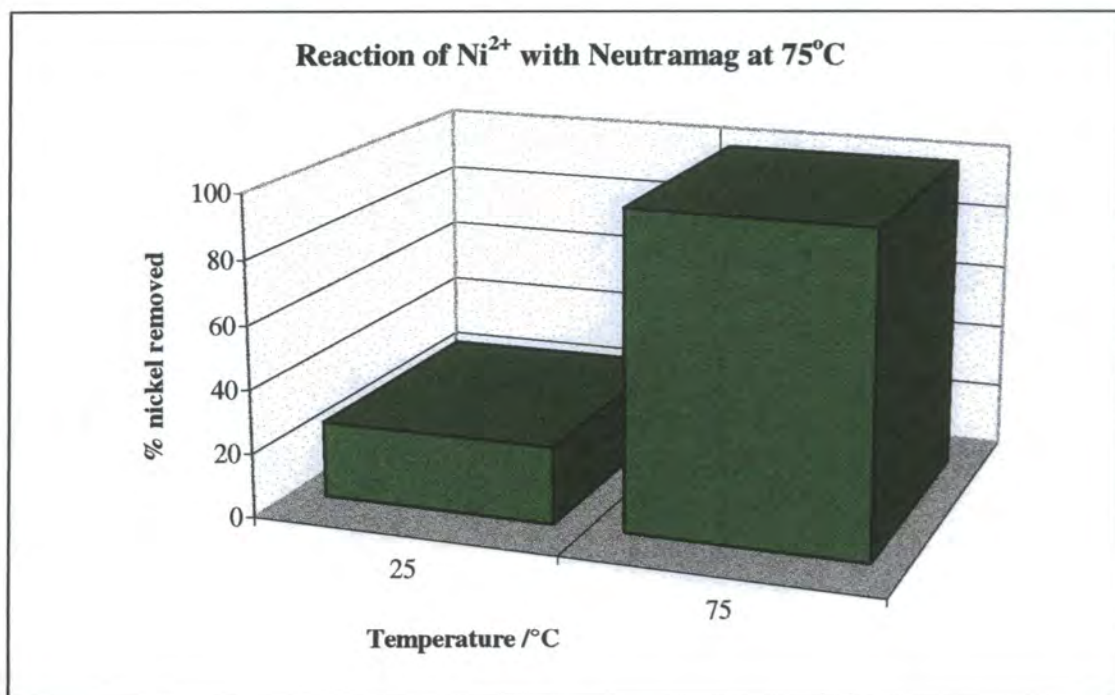 Reaction of Ni²⁺ with Neutramag at 75°C
% nickel removed
100
80
60
40
20
0
25
75
Temperature /°C